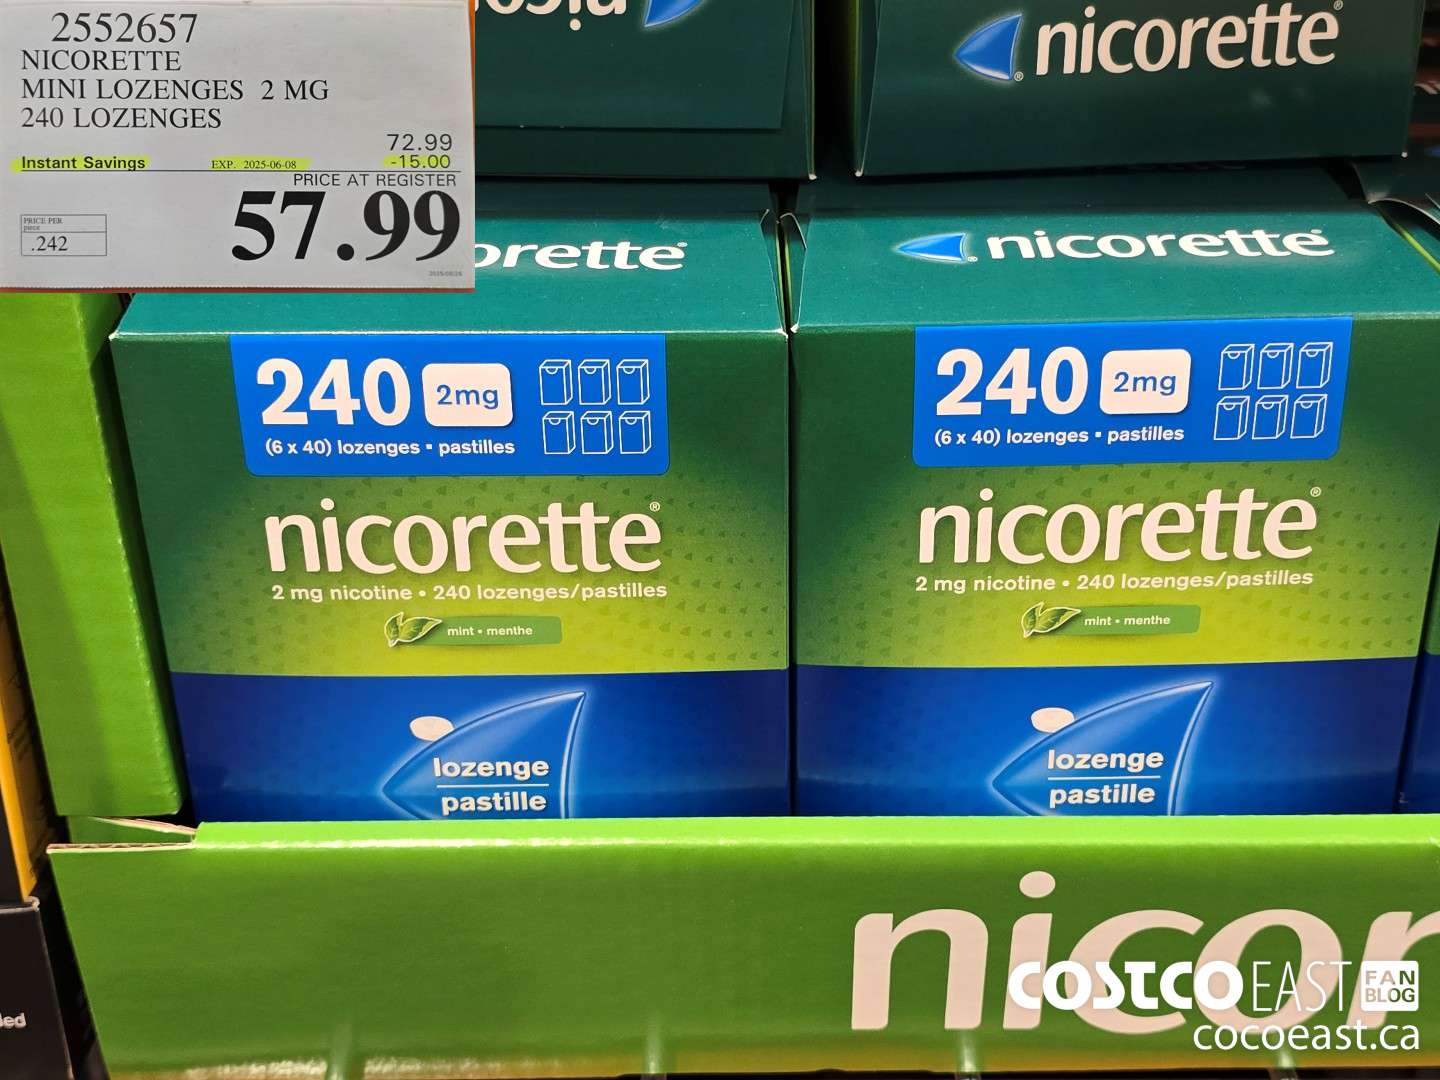 2552657
NICORETTE
MINI LOZENGES 2 MG
240 LOZENGES
72.99
Instant Savings EXP. 2025-06-08 -15.00
PRICE AT REGISTER
57.99
PRICE PER
piece
.242
nicorette®
orette®
nicorette®
240 2mg
(6 x 40) lozenges • pastilles
nicorette®
2 mg nicotine • 240 lozenges/pastilles
mint • menthe
lozenge
pastille
240 2mg
(6 x 40) lozenges • pastilles
nicorette®
2 mg nicotine • 240 lozenges/pastilles
mint • menthe
lozenge
pastille
nicor
COSTCO EAST FAN BLOG
cocoeast.ca